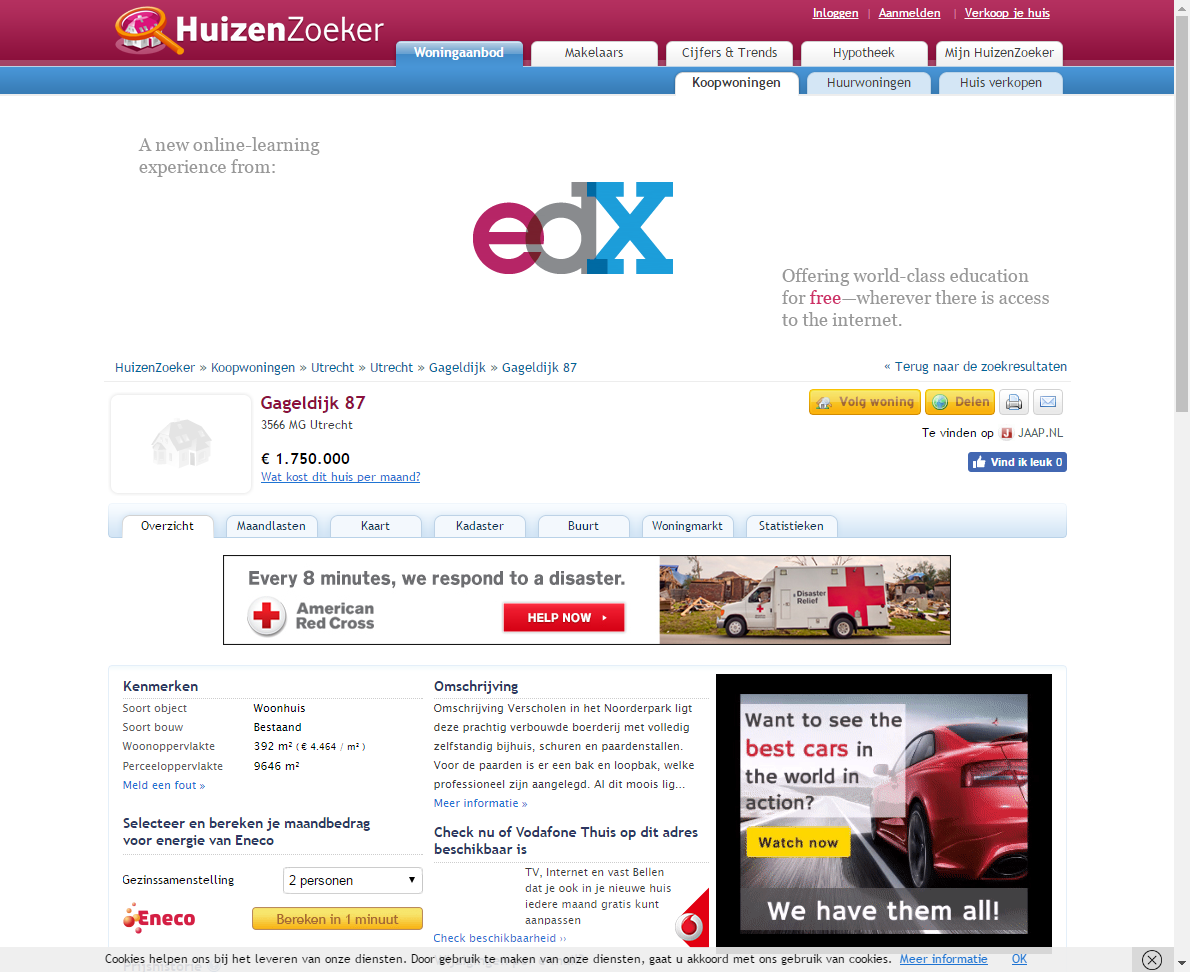 Inloggen | Aanmelden | Verkoop je huis
HuizenZoeker
Woningaanbod Makelaars Cijfers & Trends Hypotheek Mijn HuizenZoeker
Koopwoningen Huurwoningen Huis verkopen
A new online-learning
experience from:
edX
Offering world-class education
for free—wherever there is access
to the internet.
HuizenZoeker » Koopwoningen » Utrecht » Utrecht » Gageldijk » Gageldijk 87
« Terug naar de zoekresultaten
Gageldijk 87
3566 MG Utrecht
€ 1.750.000
Wat kost dit huis per maand?
Volg woning Delen
Te vinden op JAAP.NL
Vind ik leuk 0
Overzicht Maandlasten Kaart Kadaster Buurt Woningmarkt Statistieken
Every 8 minutes, we respond to a disaster.
American
Red Cross
HELP NOW
Disaster
Relief
Kenmerken
Soort object Woonhuis
Soort bouw Bestaand
Woonoppervlakte 392 m² ( € 4.464 / m² )
Perceeloppervlakte 9646 m²
Meld een fout »
Selecteer en bereken je maandbedrag
voor energie van Eneco
Gezinssamenstelling 2 personen
Eneco Bereken in 1 minuut
Omschrijving
Omschrijving Verscholen in het Noorderpark ligt
deze prachtig verbouwde boerderij met volledig
zelfstandig bijhuis, schuren en paardenstallen.
Voor de paarden is er een bak en loopbak, welke
professioneel zijn aangelegd. Al dit moois lig...
Meer informatie »
Check nu of Vodafone Thuis op dit adres
beschikbaar is
TV, Internet en vast Bellen
dat je ook in je nieuwe huis
iedere maand gratis kunt
aanpassen
Check beschikbaarheid ››
Want to see the
best cars in
the world in
action?
Watch now
We have them all!
Cookies helpen ons bij het leveren van onze diensten. Door gebruik te maken van onze diensten, gaat u akkoord met ons gebruik van cookies. Meer informatie OK
Prijshistorie